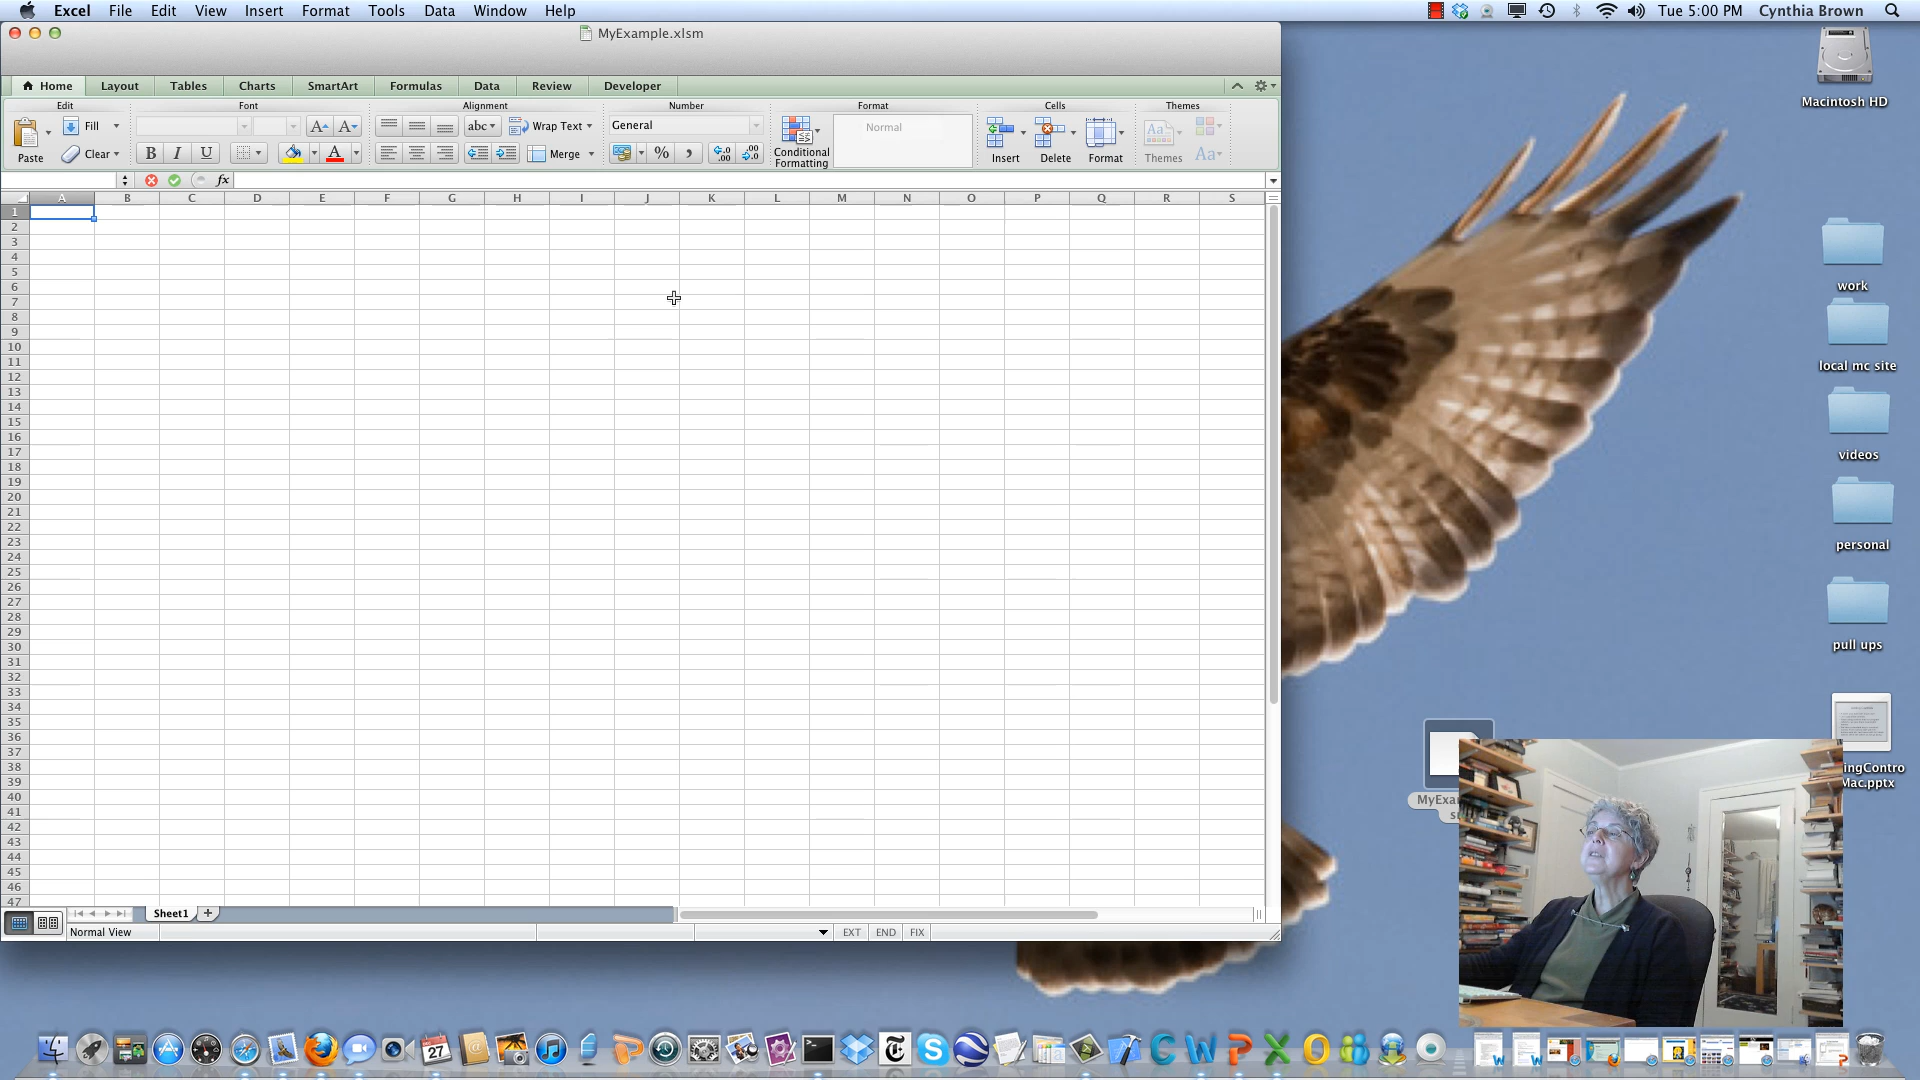 Excel File Edit View Insert Format Tools Data Window Help
Tue 5:00 PM Cynthia Brown
MyExample.xlsm
Home Layout Tables Charts SmartArt Formulas Data Review Developer
Edit Font Alignment Number Format Cells Themes
Fill abc Wrap Text General Normal
Paste Clear B I U A Merge % Conditional Formatting Insert Delete Format Themes Aa
fx
A B C D E F G H I J K L M N O P Q R S
1
2
3
4
5
6
7
8
9
10
11
12
13
14
15
16
17
18
19
20
21
22
23
24
25
26
27
28
29
30
31
32
33
34
35
36
37
38
39
40
41
42
43
44
45
46
47
Sheet1
Normal View EXT END FIX
Macintosh HD
work
local mc site
videos
personal
pull ups
ingContro
Mac.pptx
MyExa
s
27